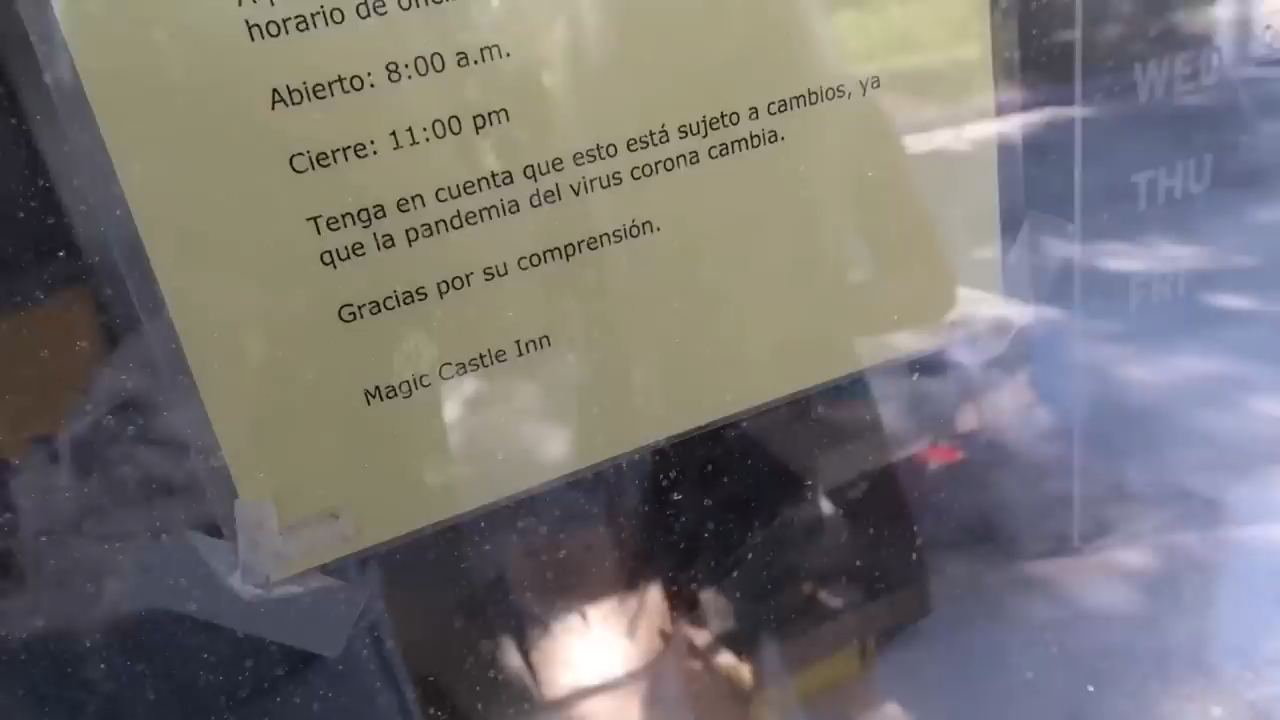 horario de
Abierto: 8:00 a.m.
Cierre: 11:00 pm
Tenga en cuenta que esto está sujeto a cambios, ya
que la pandemia del virus corona cambia.
Gracias por su comprensión.
Magic Castle Inn
WED
THU
FRI